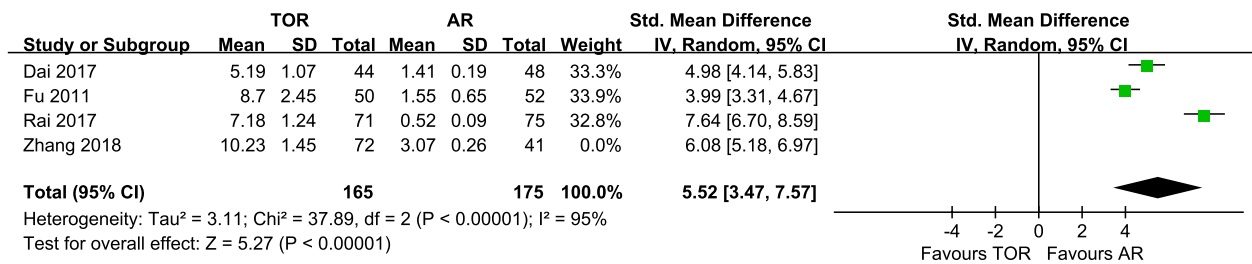 TOR AR Std. Mean Difference Std. Mean Difference
Study or Subgroup Mean SD Total Mean SD Total Weight IV, Random, 95% CI IV, Random, 95% CI
Dai 2017 5.19 1.07 44 1.41 0.19 48 33.3% 4.98 [4.14, 5.83]
Fu 2011 8.7 2.45 50 1.55 0.65 52 33.9% 3.99 [3.31, 4.67]
Rai 2017 7.18 1.24 71 0.52 0.09 75 32.8% 7.64 [6.70, 8.59]
Zhang 2018 10.23 1.45 72 3.07 0.26 41 0.0% 6.08 [5.18, 6.97]
Total (95% CI) 165 175 100.0% 5.52 [3.47, 7.57]
Heterogeneity: Tau² = 3.11; Chi² = 37.89, df = 2 (P < 0.00001); I² = 95%
Test for overall effect: Z = 5.27 (P < 0.00001)
-4 -2 0 2 4
Favours TOR Favours AR